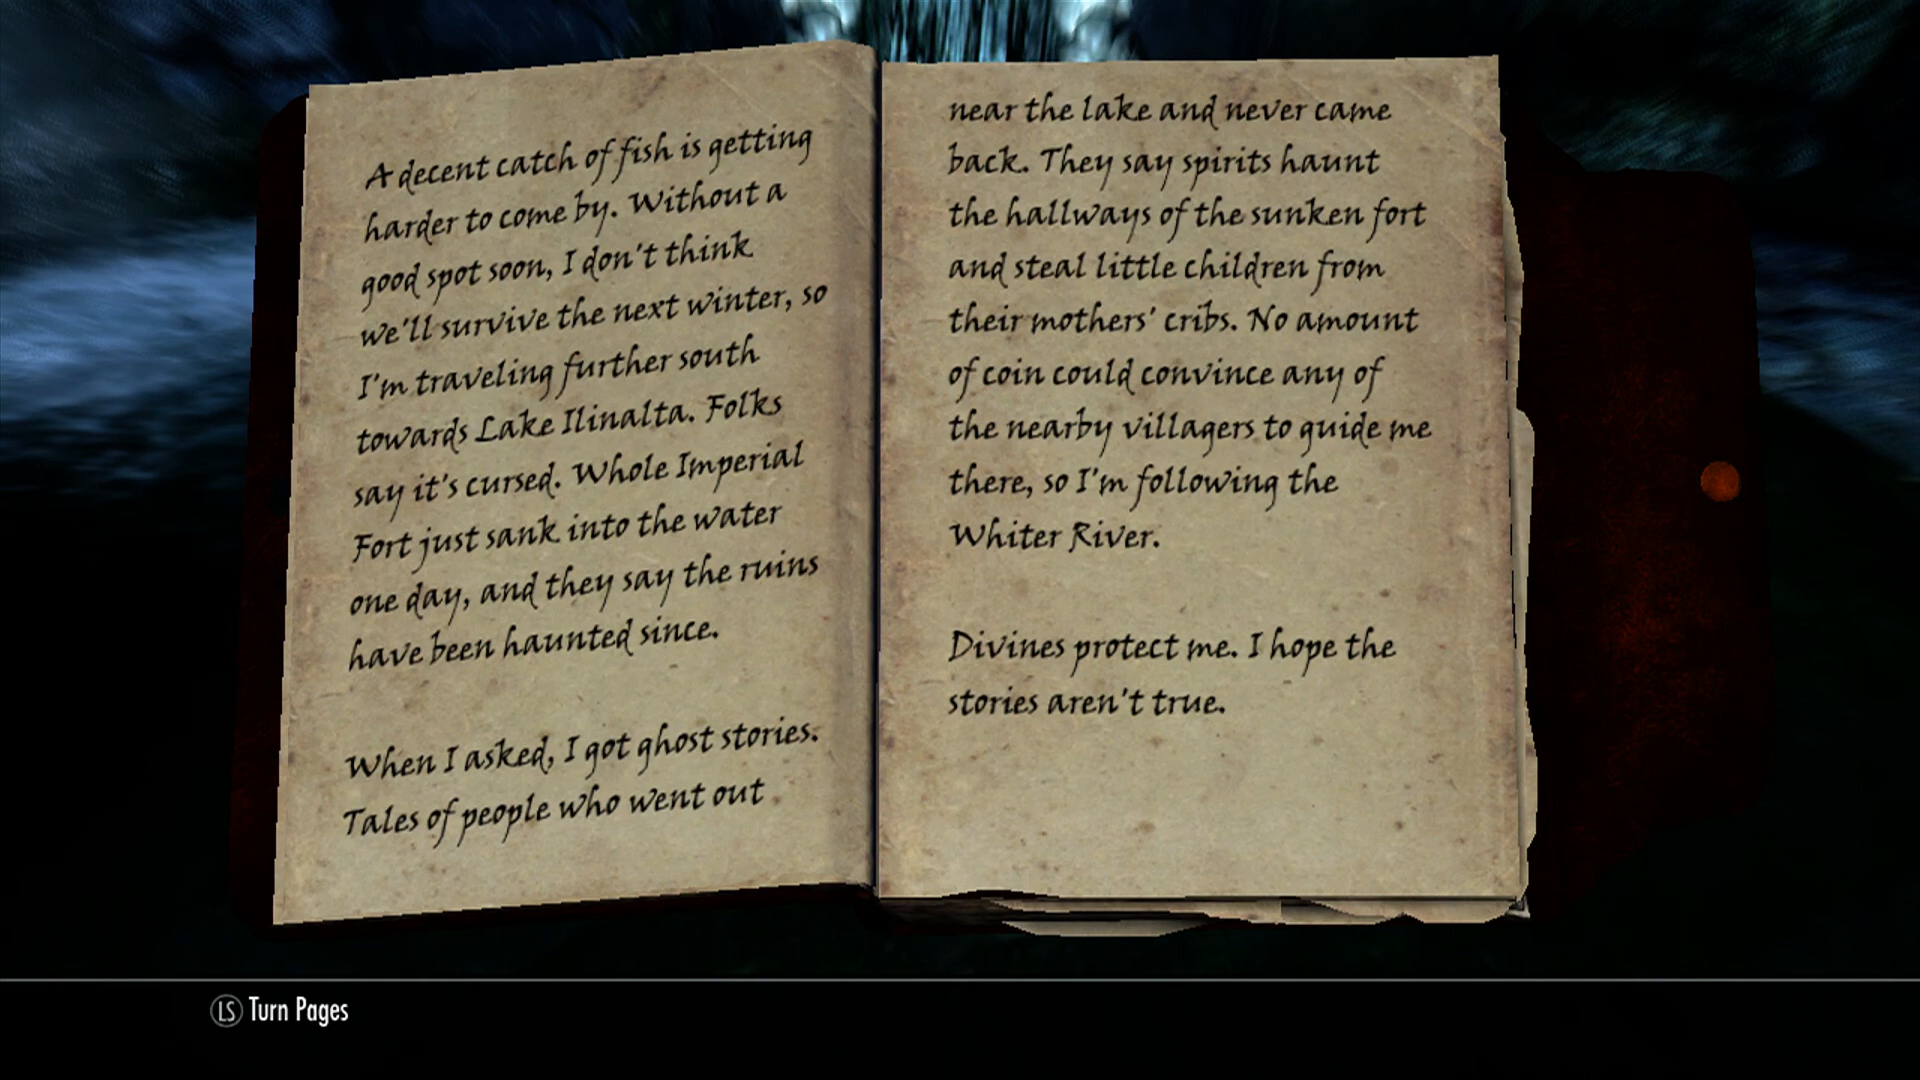 A decent catch of fish is getting
harder to come by. Without a
good spot soon, I don't think
we'll survive the next winter, so
I'm traveling further south
towards Lake Ilinalta. Folks
say it's cursed. Whole Imperial
Fort just sank into the water
one day, and they say the ruins
have been haunted since.
When I asked, I got ghost stories.
Tales of people who went out
near the lake and never came
back. They say spirits haunt
the hallways of the sunken fort
and steal little children from
their mothers' cribs. No amount
of coin could convince any of
the nearby villagers to guide me
there, so I'm following the
Whiter River.
Divines protect me. I hope the
stories aren't true.
LS Turn Pages